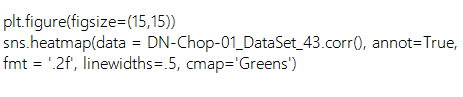 plt.figure(figsize=(15,15))
sns.heatmap(data = DN-Chop-01_DataSet_43.corr(), annot=True,
fmt = '.2f', linewidths=.5, cmap='Greens')